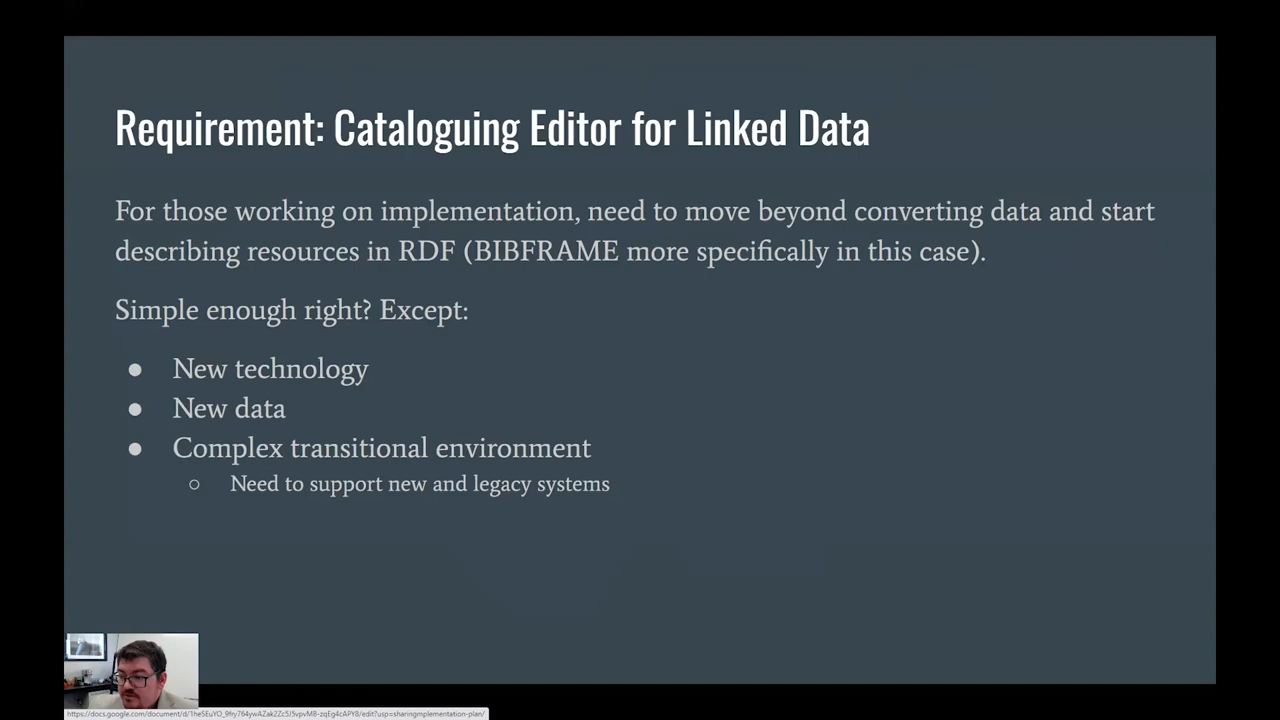 Requirement: Cataloguing Editor for Linked Data
For those working on implementation, need to move beyond converting data and start
describing resources in RDF (BIBFRAME more specifically in this case).
Simple enough right? Except:
● New technology
● New data
● Complex transitional environment
○ Need to support new and legacy systems